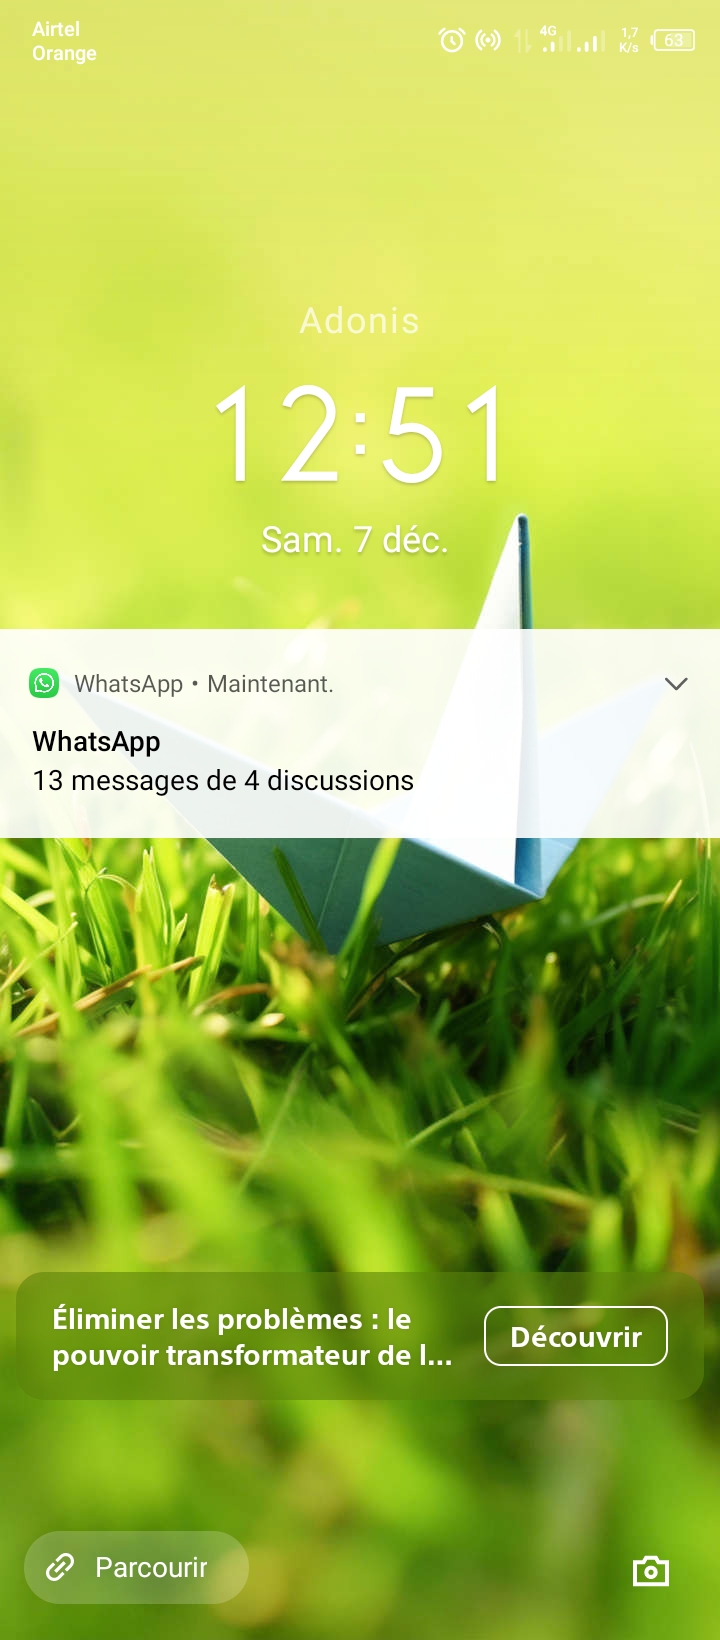 Airtel
Orange
4G
1,7
K/s
63
Adonis
12:51
Sam. 7 déc.
WhatsApp • Maintenant.
WhatsApp
13 messages de 4 discussions
Éliminer les problèmes : le
pouvoir transformateur de l...
Découvrir
Parcourir